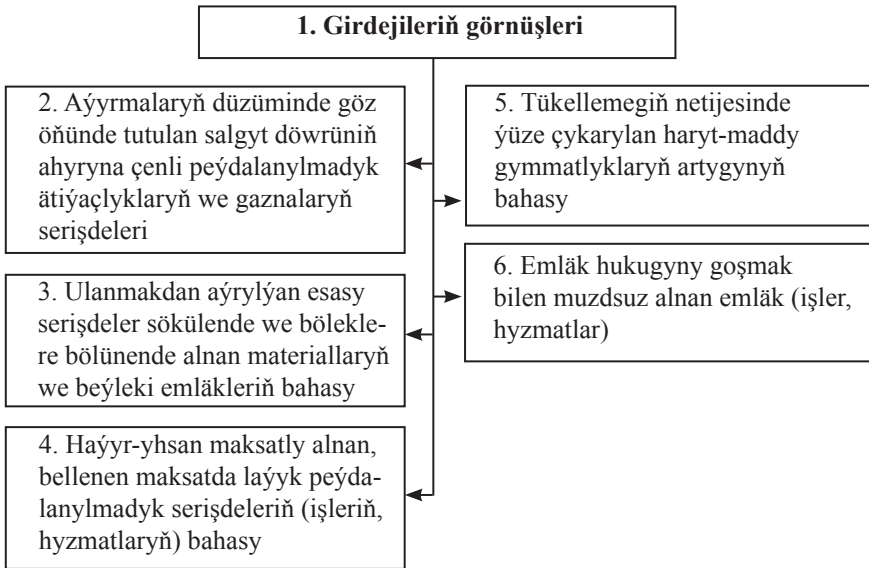 1. Girdejileriň görnüşleri
2. Aýyrmalaryň düzüminde göz
öňünde tutulan salgyt döwrüniň
ahyryna çenli peýdalanylmadyk
ätiýaçlyklaryň we gaznalaryň
serişdeleri
3. Ulanmakdan aýrylýan esasy
serişdeler sökülende we bölekle-
re bölünende alnan materiallaryň
we beýleki emläkleriň bahasy
4. Haýyr-yhsan maksatly alnan,
bellenen maksatda laýyk peýda-
lanylmadyk serişdeleriň (işleriň,
hyzmatlaryň) bahasy
5. Tükellemegiň netijesinde
ýüze çykarylan haryt-maddy
gymmatlyklaryň artygynyň
bahasy
6. Emläk hukugyny goşmak
bilen muzdsuz alnan emläk (işler,
hyzmatlar)